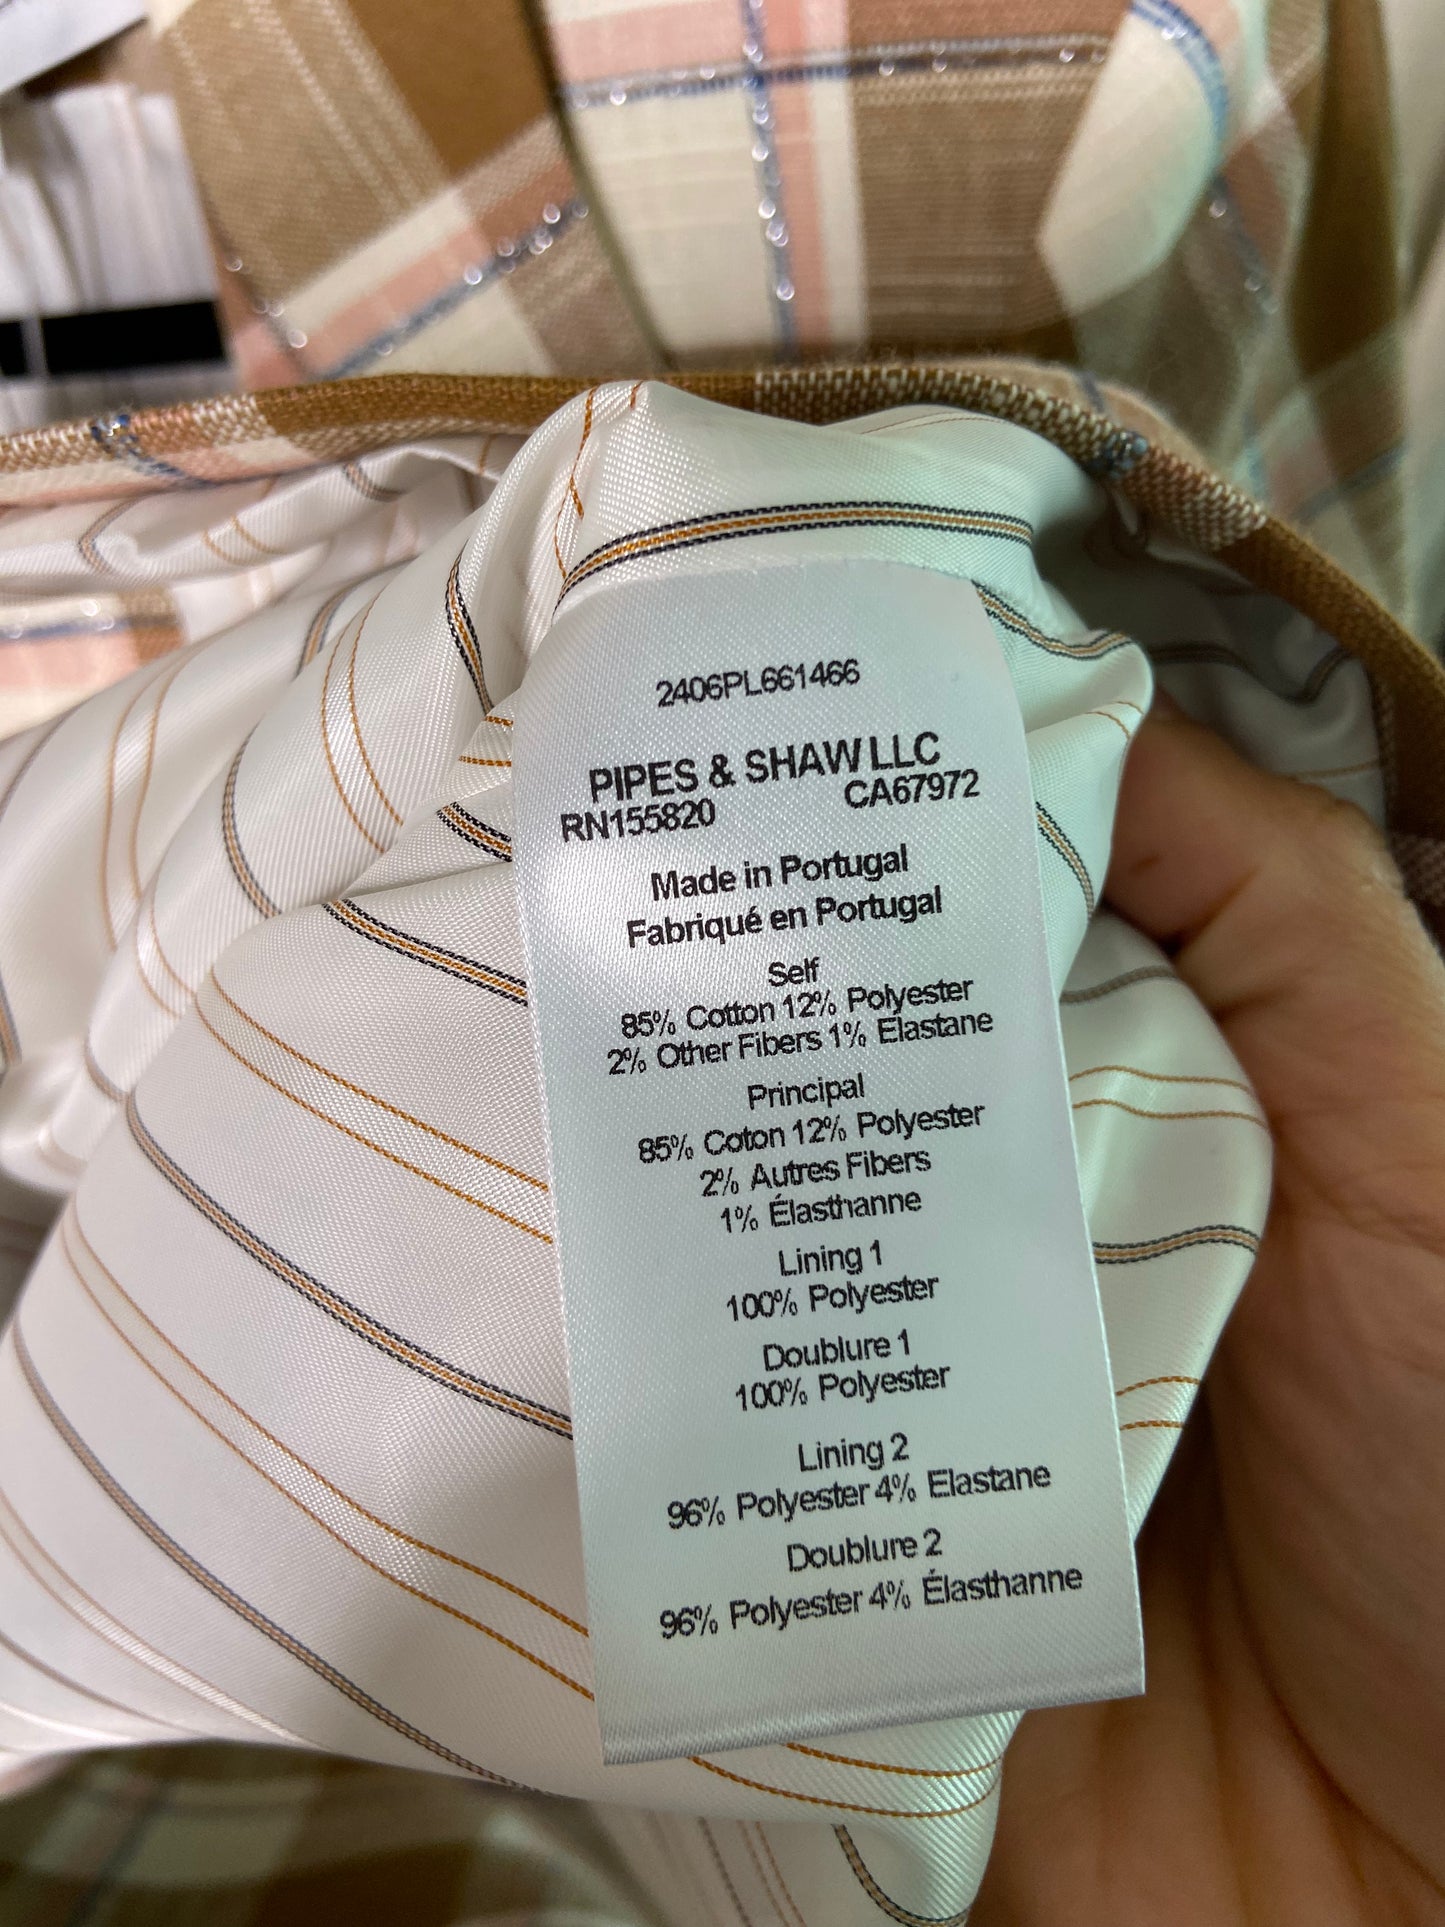 2406PL661466
PIPES & SHAW LLC
RN155820 CA67972
Made in Portugal
Fabriqué en Portugal
Self
85% Cotton 12% Polyester
2% Other Fibers 1% Elastane
Principal
85% Coton 12% Polyester
2% Autres Fibers
1% Élasthanne
Lining 1
100% Polyester
Doublure 1
100% Polyester
Lining 2
96% Polyester 4% Elastane
Doublure 2
96% Polyester 4% Élasthanne